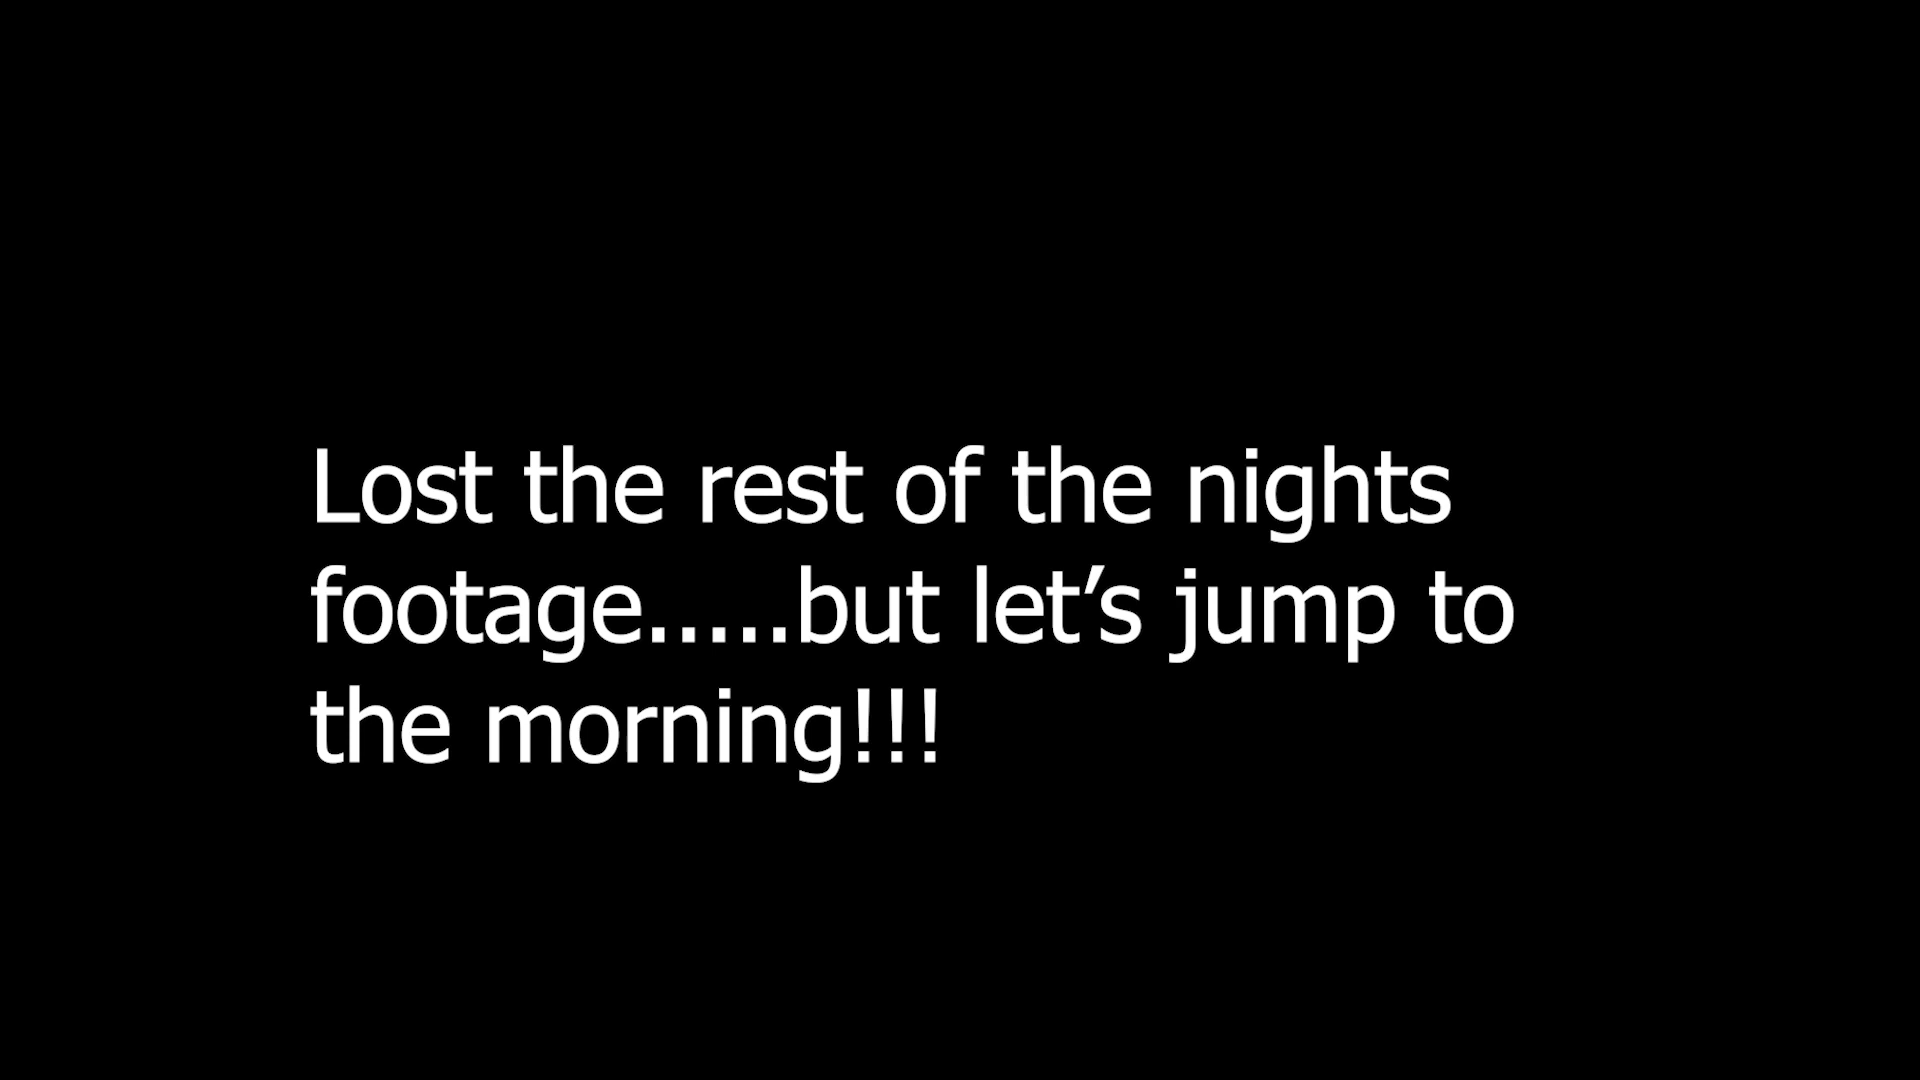 Lost the rest of the nights
footage.....but let’s jump to
the morning!!!